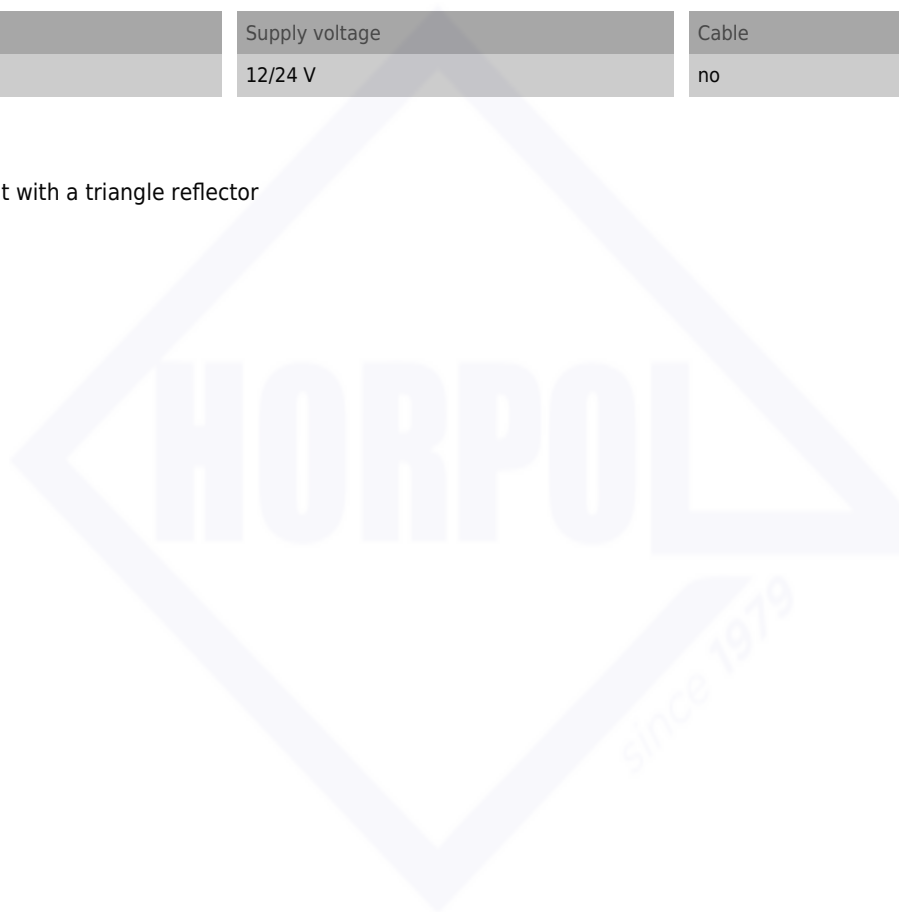 Supply voltage Cable
12/24 V no
t with a triangle reflector
HORPOL
since 1979